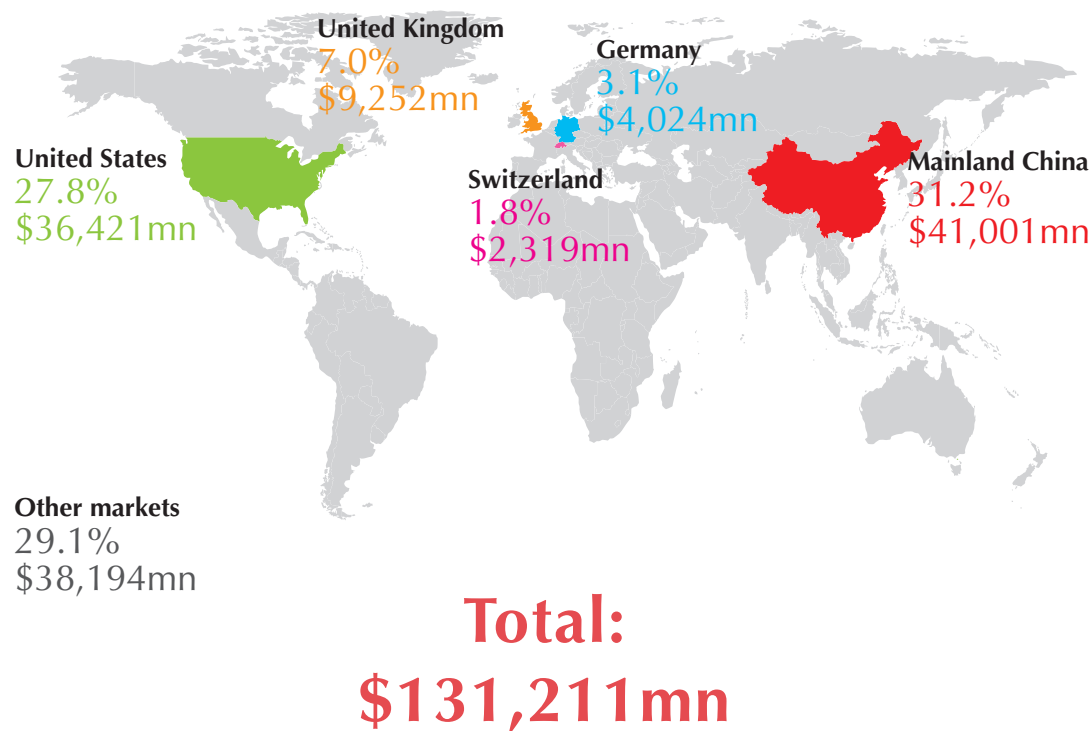 United Kingdom
7.0%
$9,252mn
Germany
3.1%
$4,024mn
United States
27.8%
$36,421mn
Switzerland
1.8%
$2,319mn
Mainland China
31.2%
$41,001mn
Other markets
29.1%
$38,194mn
Total:
$131,211mn